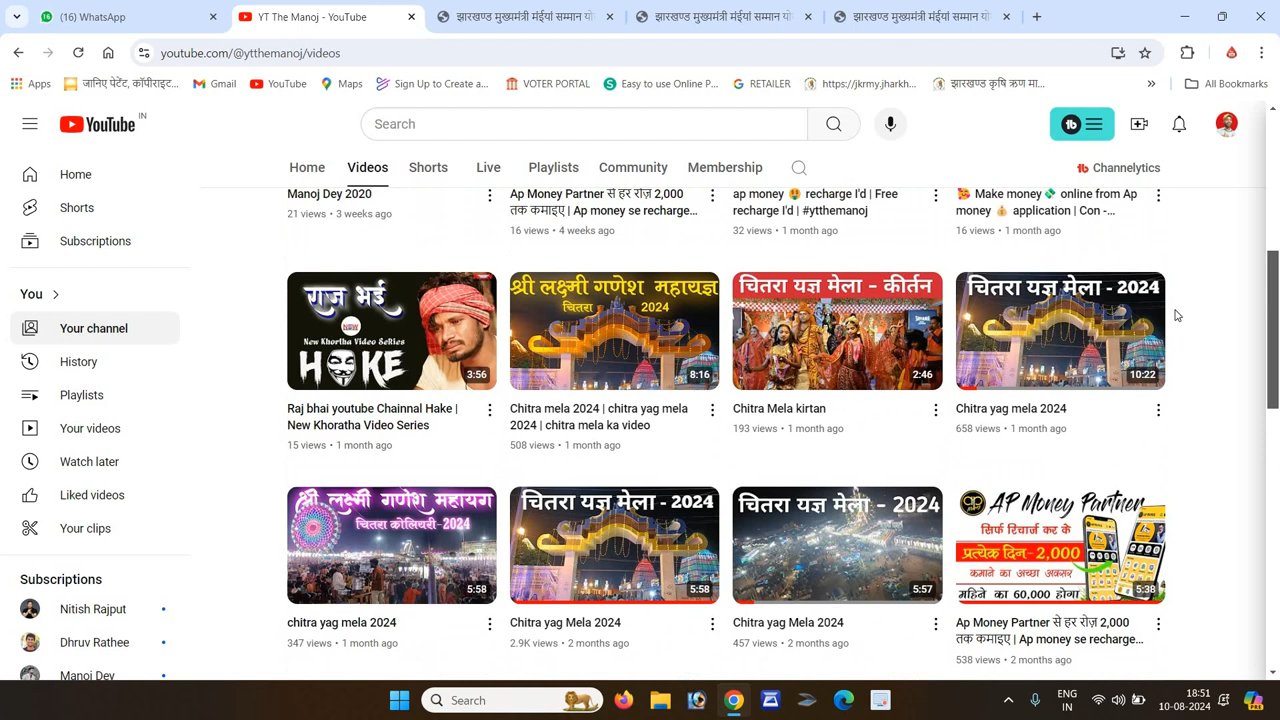 (16) WhatsApp
YT The Manoj - YouTube
झारखण्ड मुख्यमंत्री मंईयां सम्मान यो
झारखण्ड मुख्यमंत्री मंईयां सम्मान यो
झारखण्ड मुख्यमंत्री मंईयां सम्मान यो
youtube.com/@ytthemanoj/videos
Apps
जानिए पेटेंट, कॉपीराइट...
Gmail
YouTube
Maps
Sign Up to Create a...
VOTER PORTAL
Easy to use Online P...
RETAILER
https://jkrmy.jharkh...
झारखण्ड कृषि ऋण मा...
All Bookmarks
YouTube IN
Search
Home
Videos
Shorts
Live
Playlists
Community
Membership
Channelytics
Home
Shorts
Subscriptions
You
Your channel
History
Playlists
Your videos
Watch later
Liked videos
Your clips
Subscriptions
Nitish Rajput
Dhruv Rathee
Manoj Dey
Manoj Dey 2020
21 views • 3 weeks ago
Ap Money Partner से हर रोज़ 2,000
तक कमाइए | Ap money se recharge...
16 views • 4 weeks ago
ap money 🤑 recharge I'd | Free
recharge I'd | #ytthemanoj
32 views • 1 month ago
🥰 Make money 💸 online from Ap
money 💰 application | Con -...
16 views • 1 month ago
राज भई
New Khortha Video Series
HAKE
3:56
Raj bhai youtube Chainnal Hake |
New Khoratha Video Series
15 views • 1 month ago
श्री लक्ष्मी गणेश महायज्ञ
चितरा 2024
8:16
Chitra mela 2024 | chitra yag mela
2024 | chitra mela ka video
508 views • 1 month ago
चितरा यज्ञ मेला - कीर्तन
2:46
Chitra Mela kirtan
193 views • 1 month ago
चितरा यज्ञ मेला - 2024
10:22
Chitra yag mela 2024
658 views • 1 month ago
श्री लक्ष्मी गणेश महायग
चितरा कोलियरी-2024
5:58
chitra yag mela 2024
347 views • 1 month ago
चितरा यज्ञ मेला - 2024
5:58
Chitra yag Mela 2024
2.9K views • 2 months ago
चितरा यज्ञ मेला - 2024
5:57
Chitra yag Mela 2024
457 views • 2 months ago
AP Money Partner
सिर्फ रिचार्ज कर के
प्रत्येक दिन-2,000
कमाने का अच्छा अवसर
महिने का 60,000 होगा
5:38
Ap Money Partner से हर रोज़ 2,000
तक कमाइए | Ap money se recharge...
538 views • 2 months ago
Search
ENG
IN
18:51
10-08-2024